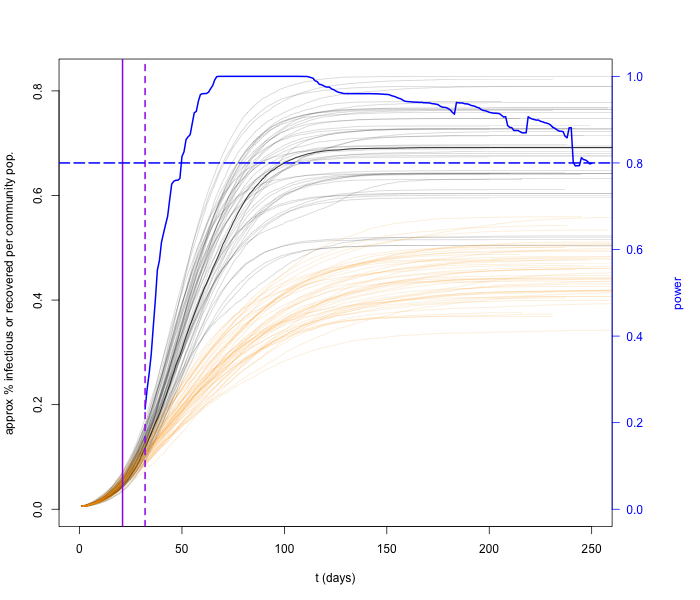 approx % infectious or recovered per community pop.
0.8
0.6
0.4
0.2
0.0
1.0
0.8
0.6
0.4
0.2
0.0
power
0 50 100 150 200 250
t (days)